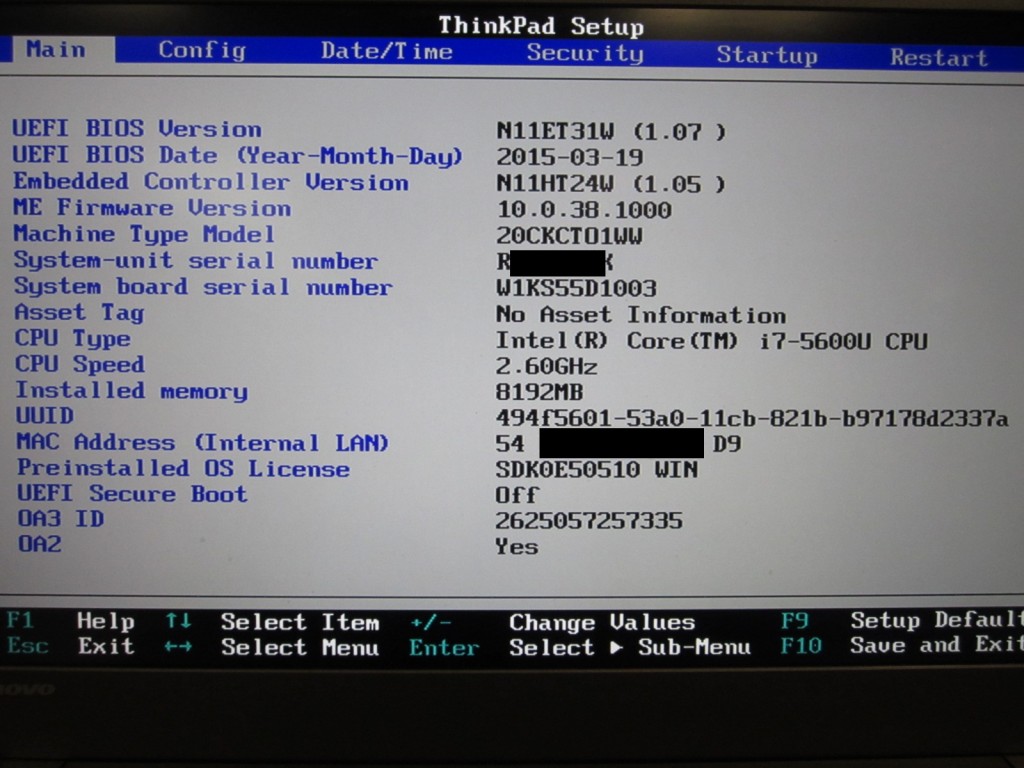 ThinkPad Setup
Main Config Date/Time Security Startup Restart
UEFI BIOS Version N11ET31W (1.07 )
UEFI BIOS Date (Year-Month-Day) 2015-03-19
Embedded Controller Version N11HT24W (1.05 )
ME Firmware Version 10.0.38.1000
Machine Type Model 20CKCTO1WW
System-unit serial number R K
System board serial number W1KS55D1003
Asset Tag No Asset Information
CPU Type Intel(R) Core(TM) i7-5600U CPU
CPU Speed 2.60GHz
Installed memory 8192MB
UUID 494f5601-53a0-11cb-821b-b97178d2337a
MAC Address (Internal LAN) 54 D9
Preinstalled OS License SDK0E50510 WIN
UEFI Secure Boot Off
OA3 ID 2625057257335
OA2 Yes
F1 Help ↑↓ Select Item +/- Change Values F9 Setup Default
Esc Exit ←→ Select Menu Enter Select ▶ Sub-Menu F10 Save and Exit